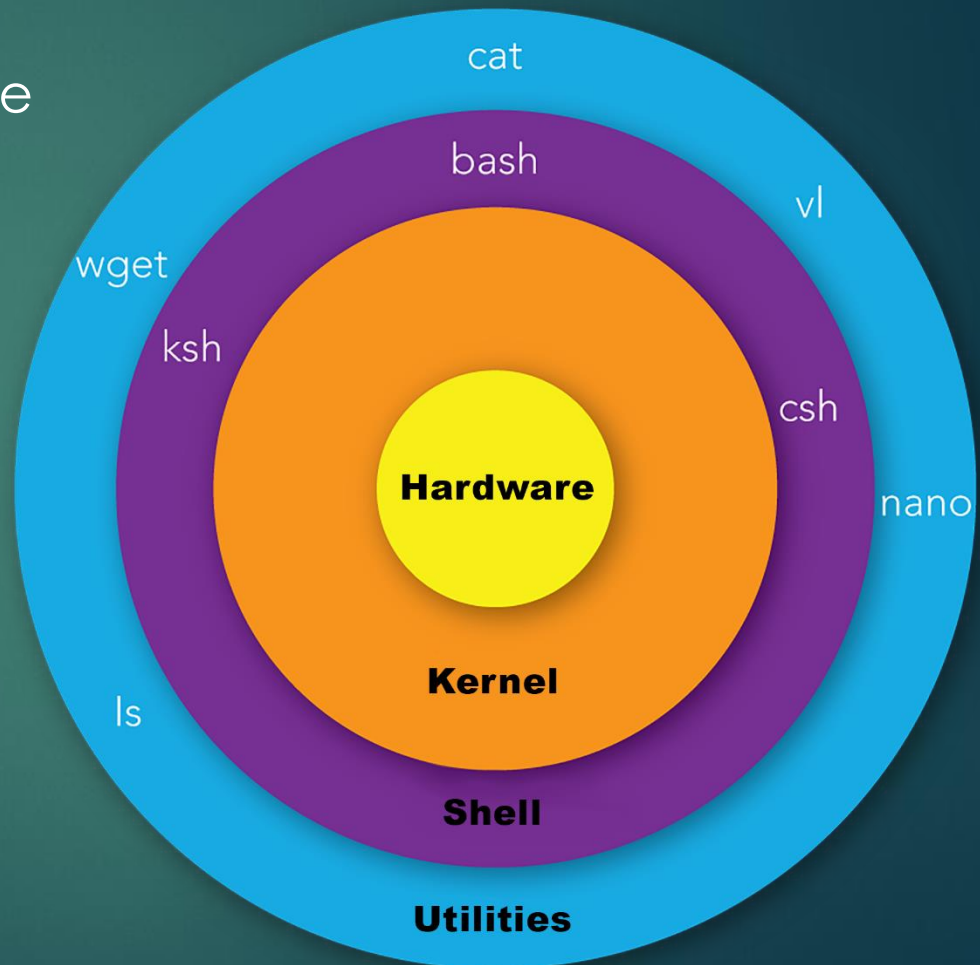 e
cat
bash
vl
wget
ksh
csh
Hardware
nano
Kernel
ls
Shell
Utilities